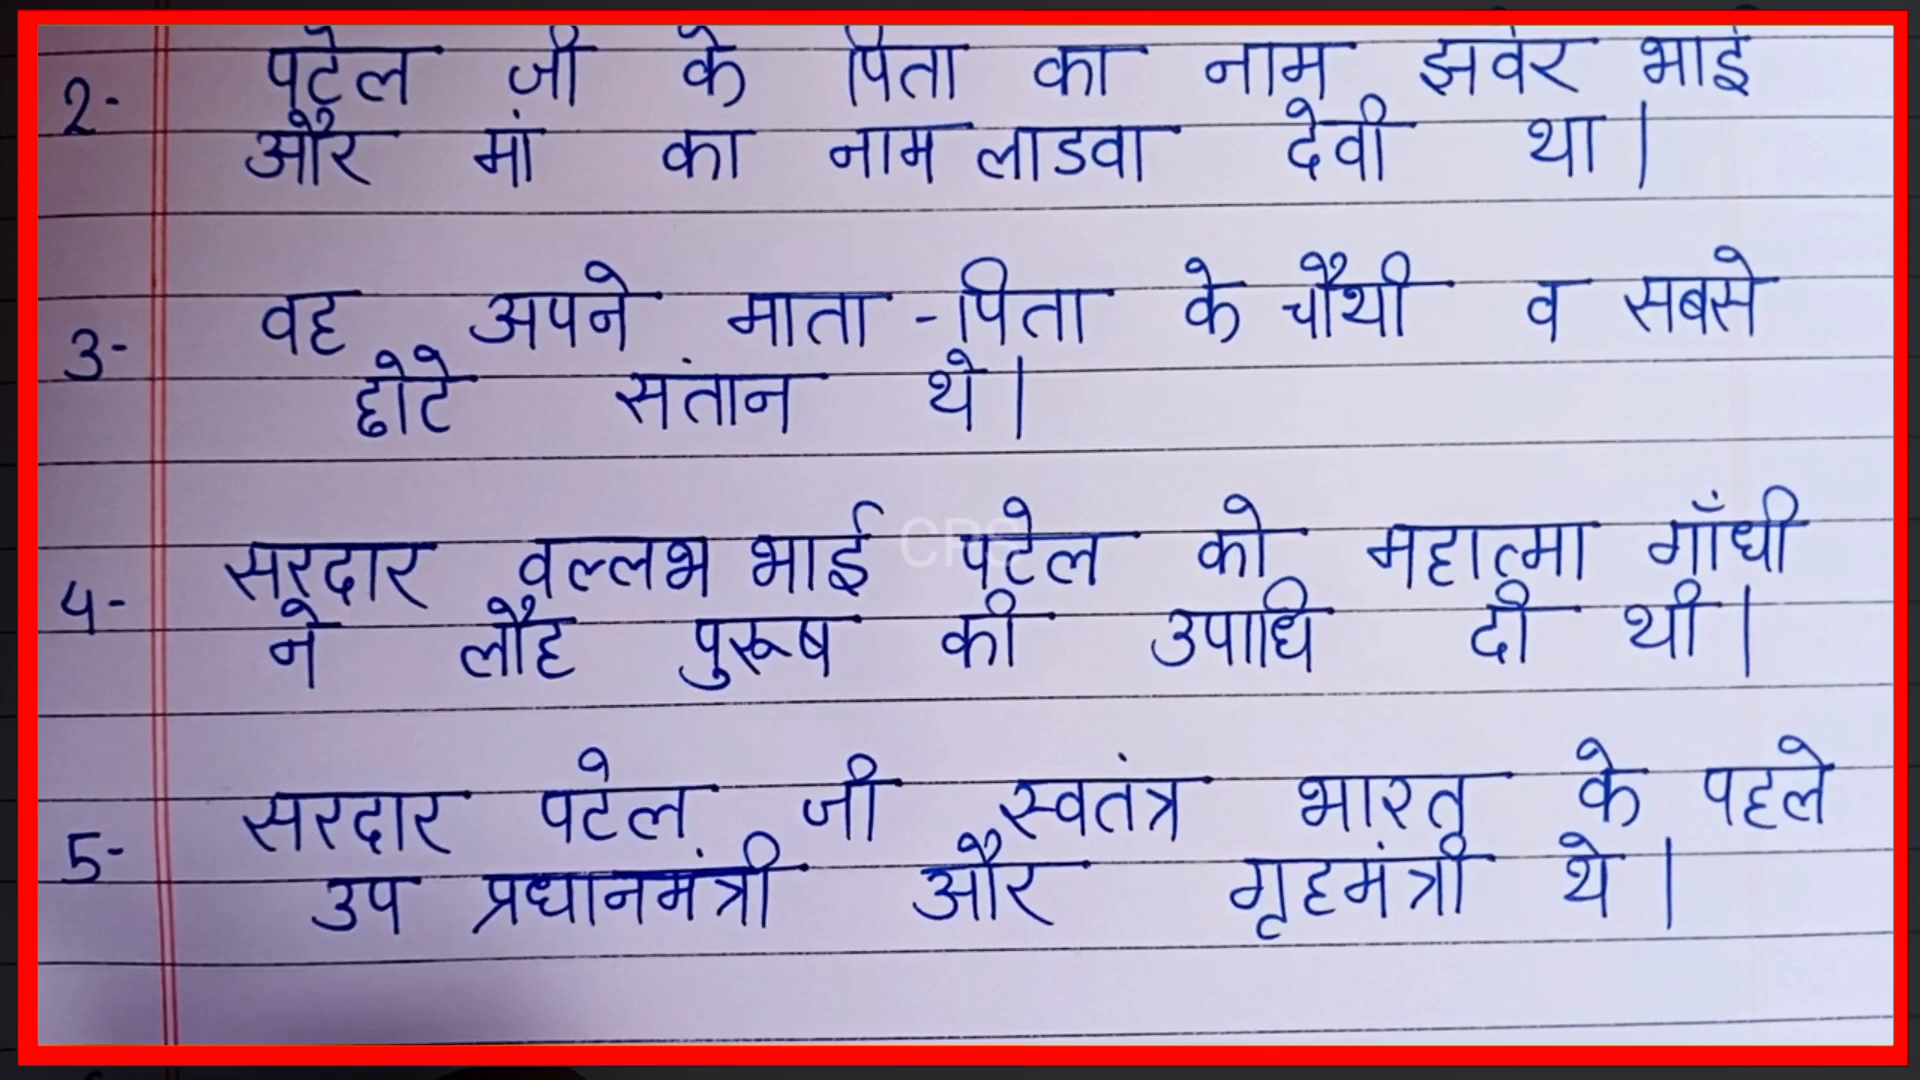 2- पटेल जी के पिता का नाम झवेर भाई
और मां का नाम लाडवा देवी था।
3- वह अपने माता-पिता के चौथी व सबसे
छोटे संतान थे।
4- सरदार वल्लभ भाई पटेल को महात्मा गाँधी
ने लौह पुरूष की उपाधि दी थी।
5- सरदार पटेल जी स्वतंत्र भारत के पहले
उप प्रधानमंत्री और गृहमंत्री थे।